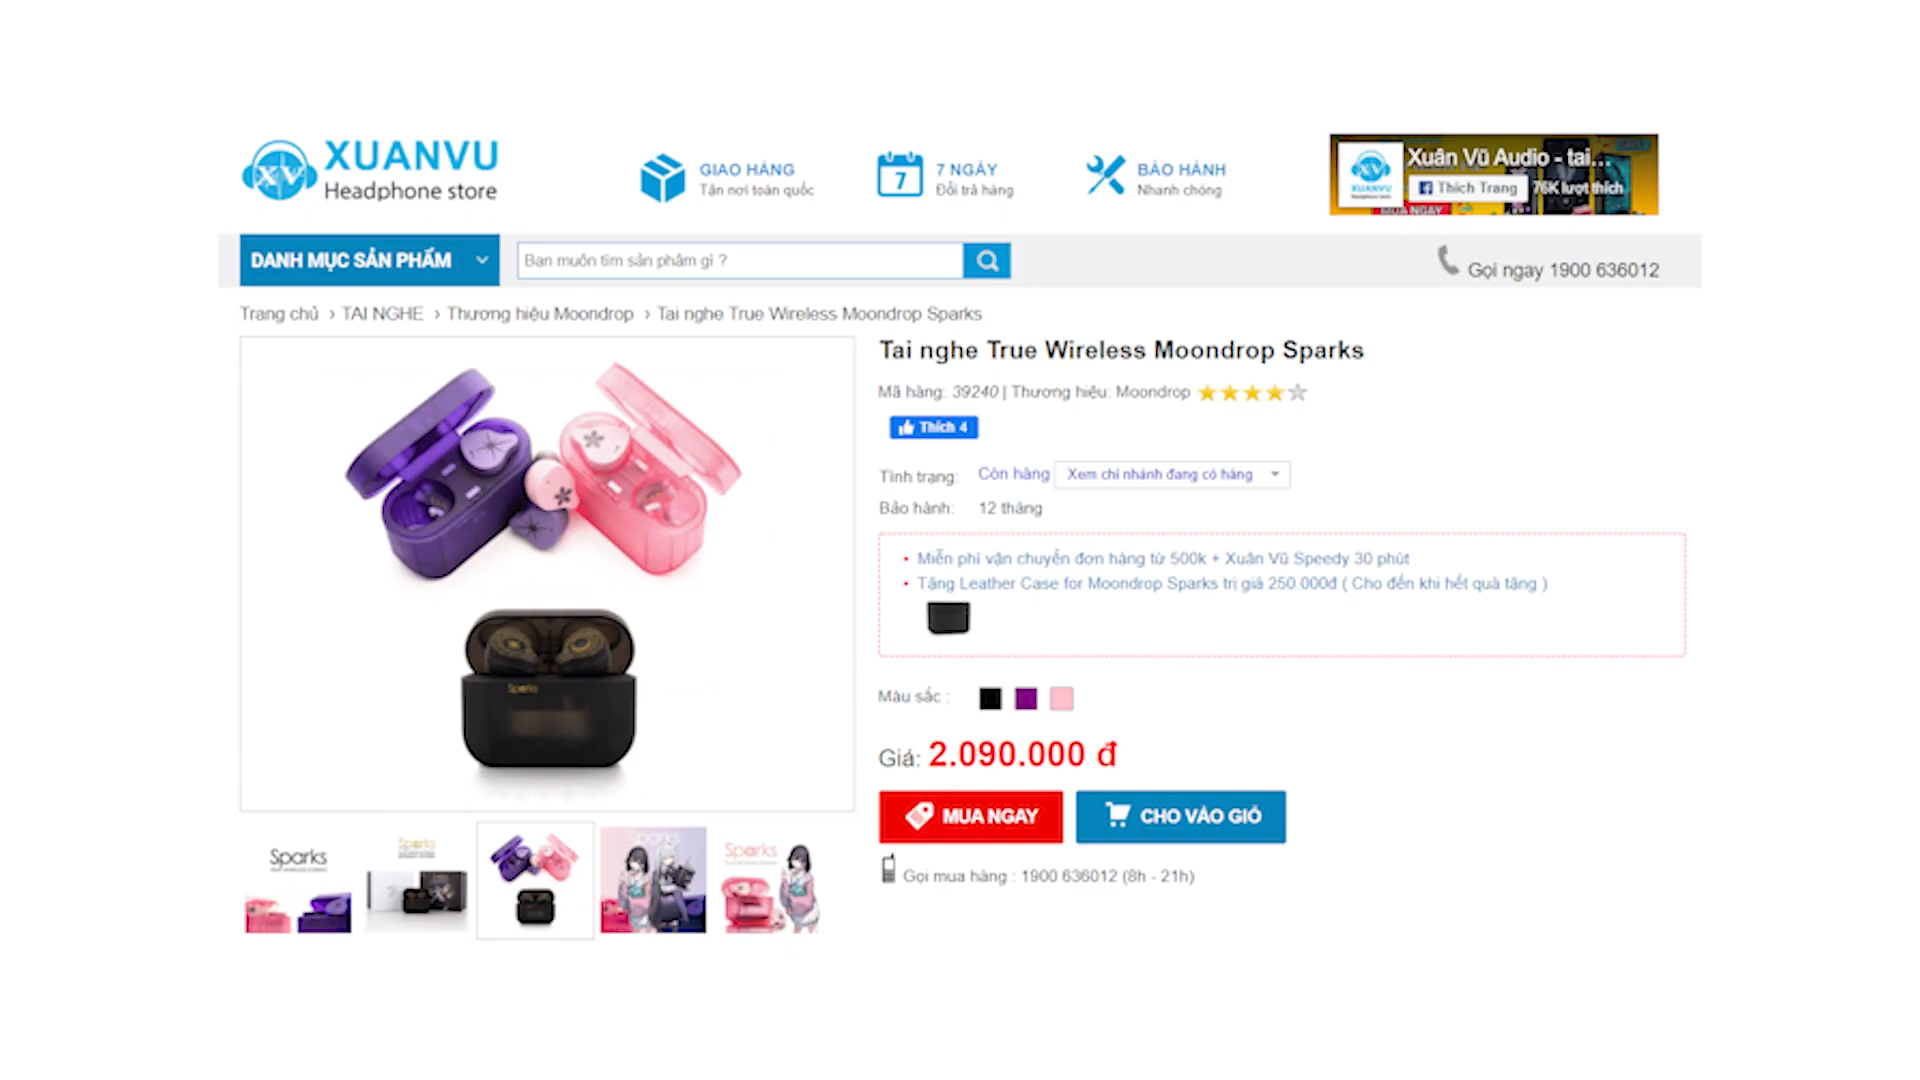 XUANVU
Headphone store
GIAO HÀNG
Tận nơi toàn quốc
7
7 NGÀY
Đổi trả hàng
BẢO HÀNH
Nhanh chóng
Xuân Vũ Audio - tai...
Thích Trang
76K lượt thích
MUA NGAY
DANH MỤC SẢN PHẨM
Bạn muốn tìm sản phẩm gì ?
Gọi ngay 1900 636012
Trang chủ › TAI NGHE › Thương hiệu Moondrop › Tai nghe True Wireless Moondrop Sparks
Tai nghe True Wireless Moondrop Sparks
Mã hàng: 39240 | Thương hiệu: Moondrop
Thích 4
Tình trạng: Còn hàng Xem chi nhánh đang có hàng
Bảo hành: 12 tháng
• Miễn phí vận chuyển đơn hàng từ 500k + Xuân Vũ Speedy 30 phút
• Tặng Leather Case for Moondrop Sparks trị giá 250.000đ ( Cho đến khi hết quà tặng )
Màu sắc :
Giá: 2.090.000 đ
MUA NGAY
CHO VÀO GIỎ
Gọi mua hàng : 1900 636012 (8h - 21h)
Sparks
Sparks
Sparks
Sparks
Sparks